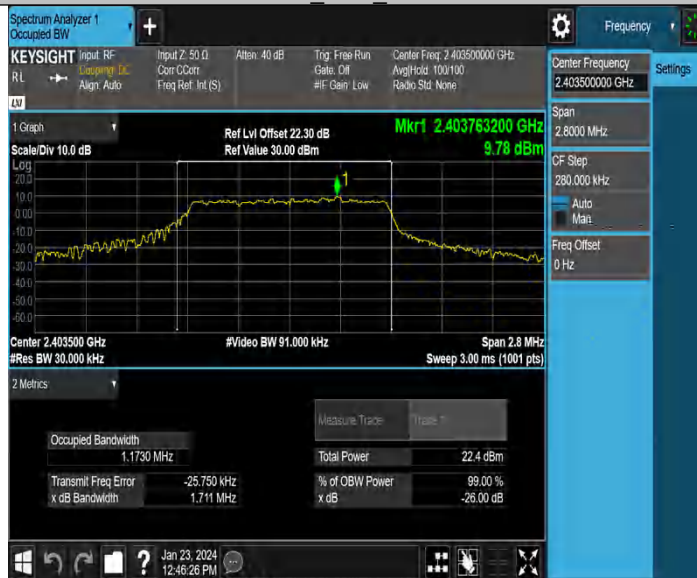 Spectrum Analyzer 1
Occupied BW
+
Frequency
KEYSIGHT
RL
Input: RF
Coupling: DC
Align: Auto
Input Z: 50 Ω
Corr CCorr
Freq Ref: Int (S)
Atten: 40 dB
Trig: Free Run
Gate: Off
#IF Gain: Low
Center Freq: 2.403500000 GHz
Avg|Hold: 100/100
Radio Std: None
LXI
Center Frequency
2.403500000 GHz
Settings
Span
2.8000 MHz
CF Step
280.000 kHz
Auto
Man
Freq Offset
0 Hz
1 Graph
Scale/Div 10.0 dB
Ref Lvl Offset 22.30 dB
Ref Value 30.00 dBm
Mkr1 2.403763200 GHz
9.78 dBm
Log
20.0
10.0
0.00
-10.0
-20.0
-30.0
-40.0
-50.0
-60.0
1
Center 2.403500 GHz
#Res BW 30.000 kHz
#Video BW 91.000 kHz
Span 2.8 MHz
Sweep 3.00 ms (1001 pts)
2 Metrics
Measure Trace
Trace 1
Occupied Bandwidth
1.1730 MHz
Total Power
22.4 dBm
Transmit Freq Error
-25.750 kHz
% of OBW Power
99.00 %
x dB Bandwidth
1.711 MHz
x dB
-26.00 dB
?
Jan 23, 2024
12:46:26 PM